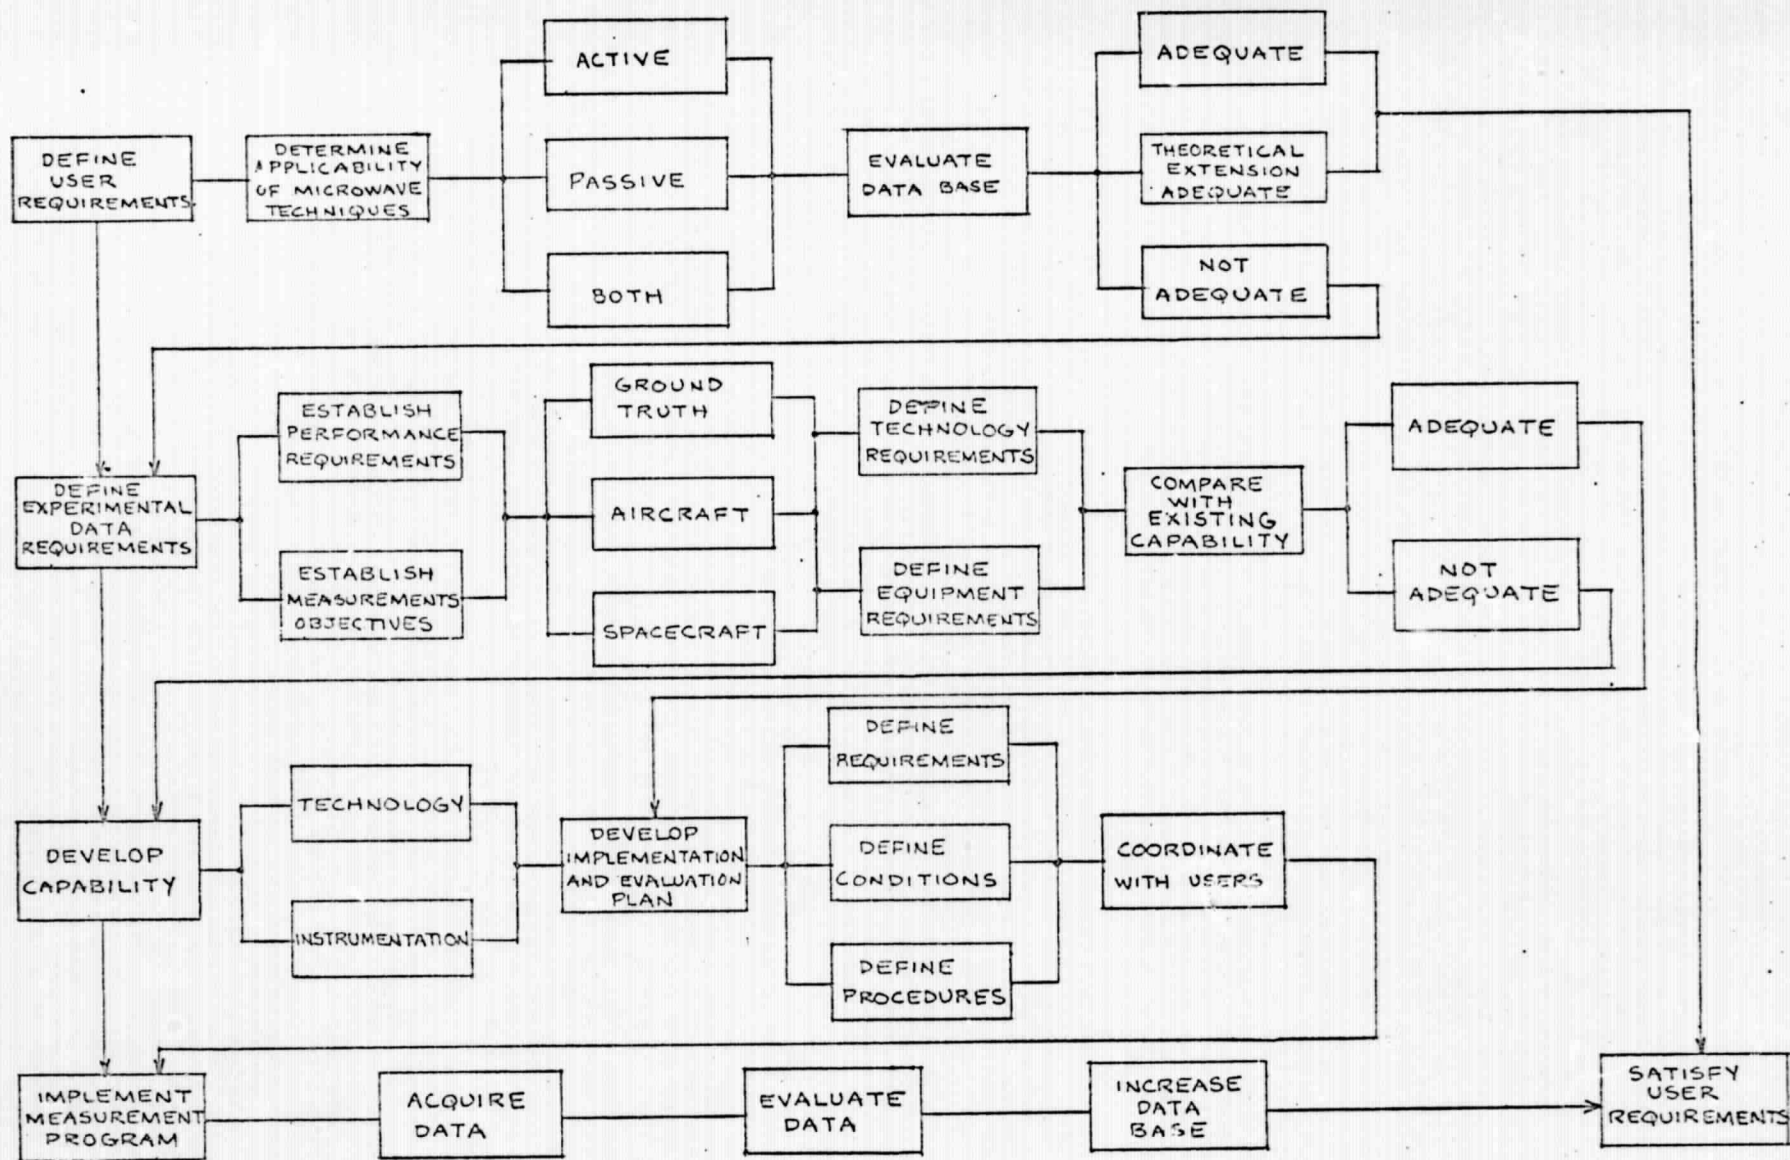 DEFINE
USER
REQUIREMENTS
DETERMINE
APPLICABILITY
OF MICROWAVE
TECHNIQUES
ACTIVE
PASSIVE
BOTH
EVALUATE
DATA BASE
ADEQUATE
THEORETICAL
EXTENSION
ADEQUATE
NOT
ADEQUATE
DEFINE
EXPERIMENTAL
DATA
REQUIREMENTS
ESTABLISH
PERFORMANCE
REQUIREMENTS
ESTABLISH
MEASUREMENTS
OBJECTIVES
GROUND
TRUTH
AIRCRAFT
SPACECRAFT
DEFINE
TECHNOLOGY
REQUIREMENTS
DEFINE
EQUIPMENT
REQUIREMENTS
COMPARE
WITH
EXISTING
CAPABILITY
ADEQUATE
NOT
ADEQUATE
DEVELOP
CAPABILITY
TECHNOLOGY
INSTRUMENTATION
DEVELOP
IMPLEMENTATION
AND EVALUATION
PLAN
DEFINE
REQUIREMENTS
DEFINE
CONDITIONS
DEFINE
PROCEDURES
COORDINATE
WITH USERS
IMPLEMENT
MEASUREMENT
PROGRAM
ACQUIRE
DATA
EVALUATE
DATA
INCREASE
DATA
BASE
SATISFY
USER
REQUIREMENTS